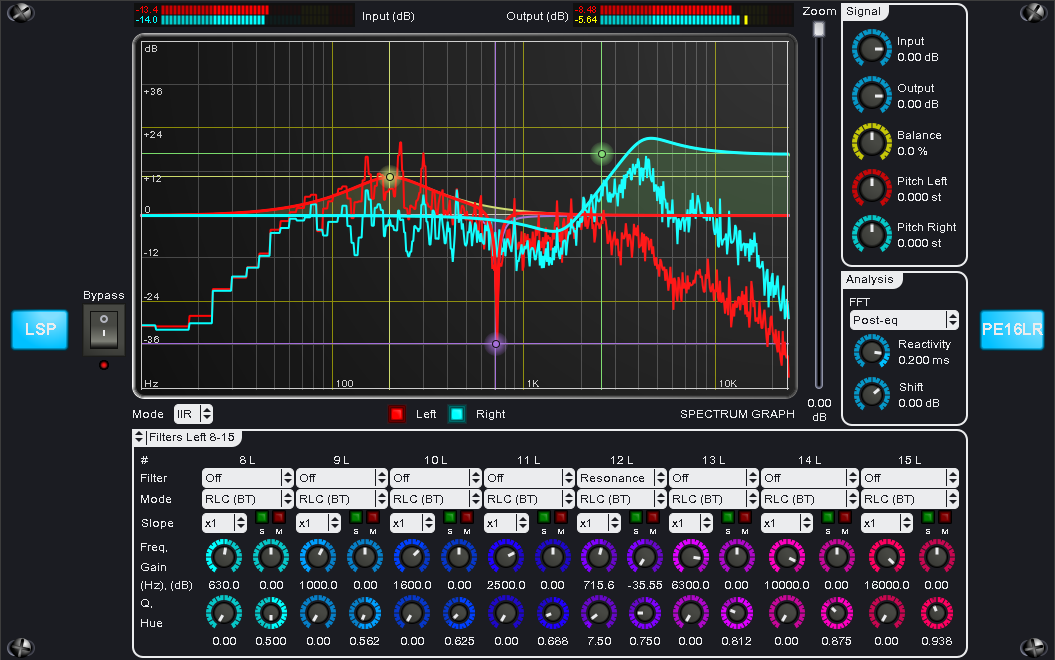 -13.4
-14.0
Input (dB)
Output (dB)
-9.48
-5.64
Zoom
Signal
Input
0.00 dB
Output
0.00 dB
Balance
0.0 %
Pitch Left
0.000 st
Pitch Right
0.000 st
dB
+36
+24
+12
0
-12
-24
-36
Hz
100
1K
10K
Bypass
LSP
PE16LR
Analysis
FFT
Post-eq
Reactivity
0.200 ms
Shift
0.00 dB
0.00
dB
Mode IIR
Left
Right
SPECTRUM GRAPH
Filters Left 8-15
# 8 L 9 L 10 L 11 L 12 L 13 L 14 L 15 L
Filter Off Off Off Off Resonance Off Off Off
Mode RLC (BT) RLC (BT) RLC (BT) RLC (BT) RLC (BT) RLC (BT) RLC (BT) RLC (BT)
Slope x1 x1 x1 x1 x1 x1 x1 x1
S M S M S M S M S M S M S M S M
Freq,
Gain
(Hz), (dB) 630.0 0.00 1000.0 0.00 1600.0 0.00 2500.0 0.00 715.6 -35.55 6300.0 0.00 10000.0 0.00 16000.0 0.00
Q,
Hue
0.00 0.500 0.00 0.562 0.00 0.625 0.00 0.688 7.50 0.750 0.00 0.812 0.00 0.875 0.00 0.938